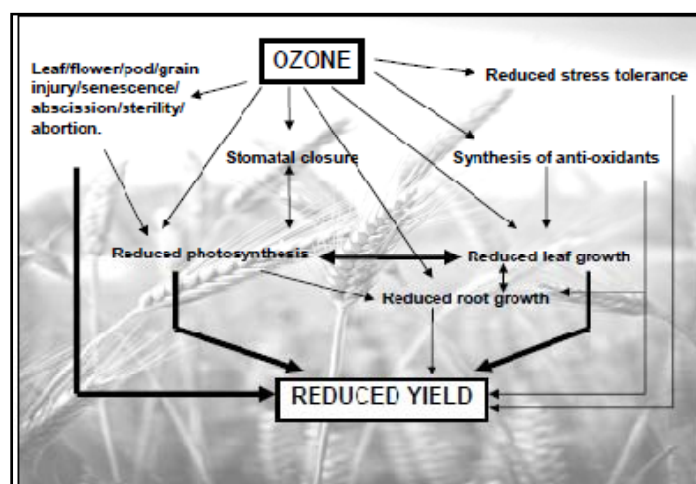 OZONE
Leaf/flower/pod/grain
injury/senescence/
abscission/sterility/
abortion.
Reduced stress tolerance
Stomatal closure
Synthesis of anti-oxidants
Reduced photosynthesis
Reduced leaf growth
Reduced root growth
REDUCED YIELD